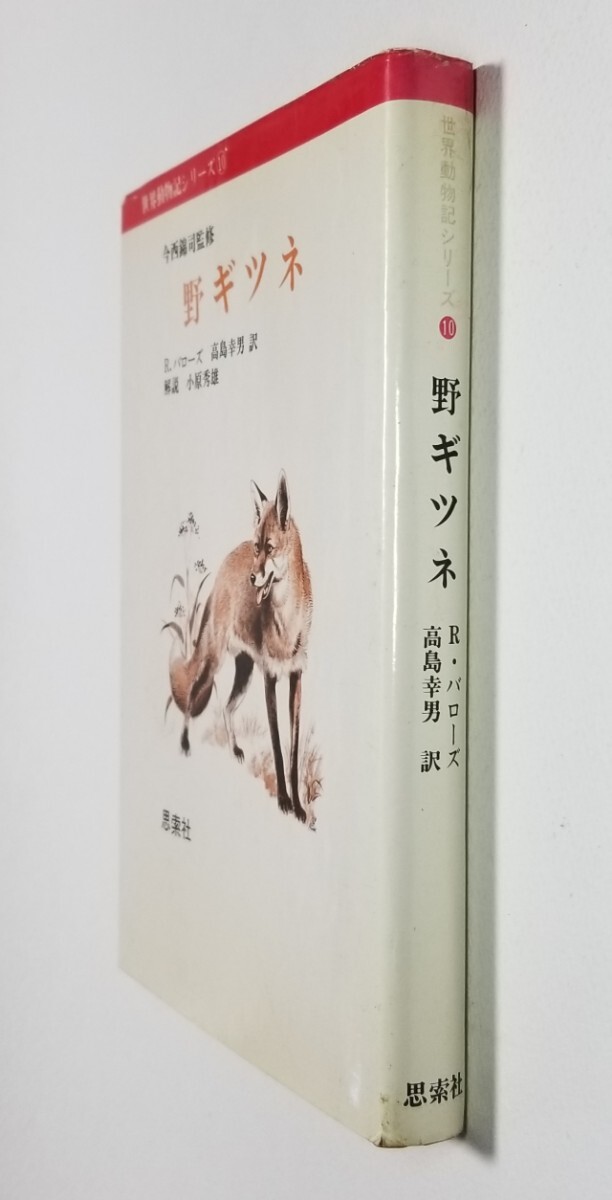 世界動物記シリーズ10
今西錦司監修
野ギツネ
R.バローズ 高島幸男 訳
解説 小原秀雄
思索社
世界動物記シリーズ 10
野ギツネ
R・バローズ
高島幸男 訳
思索社